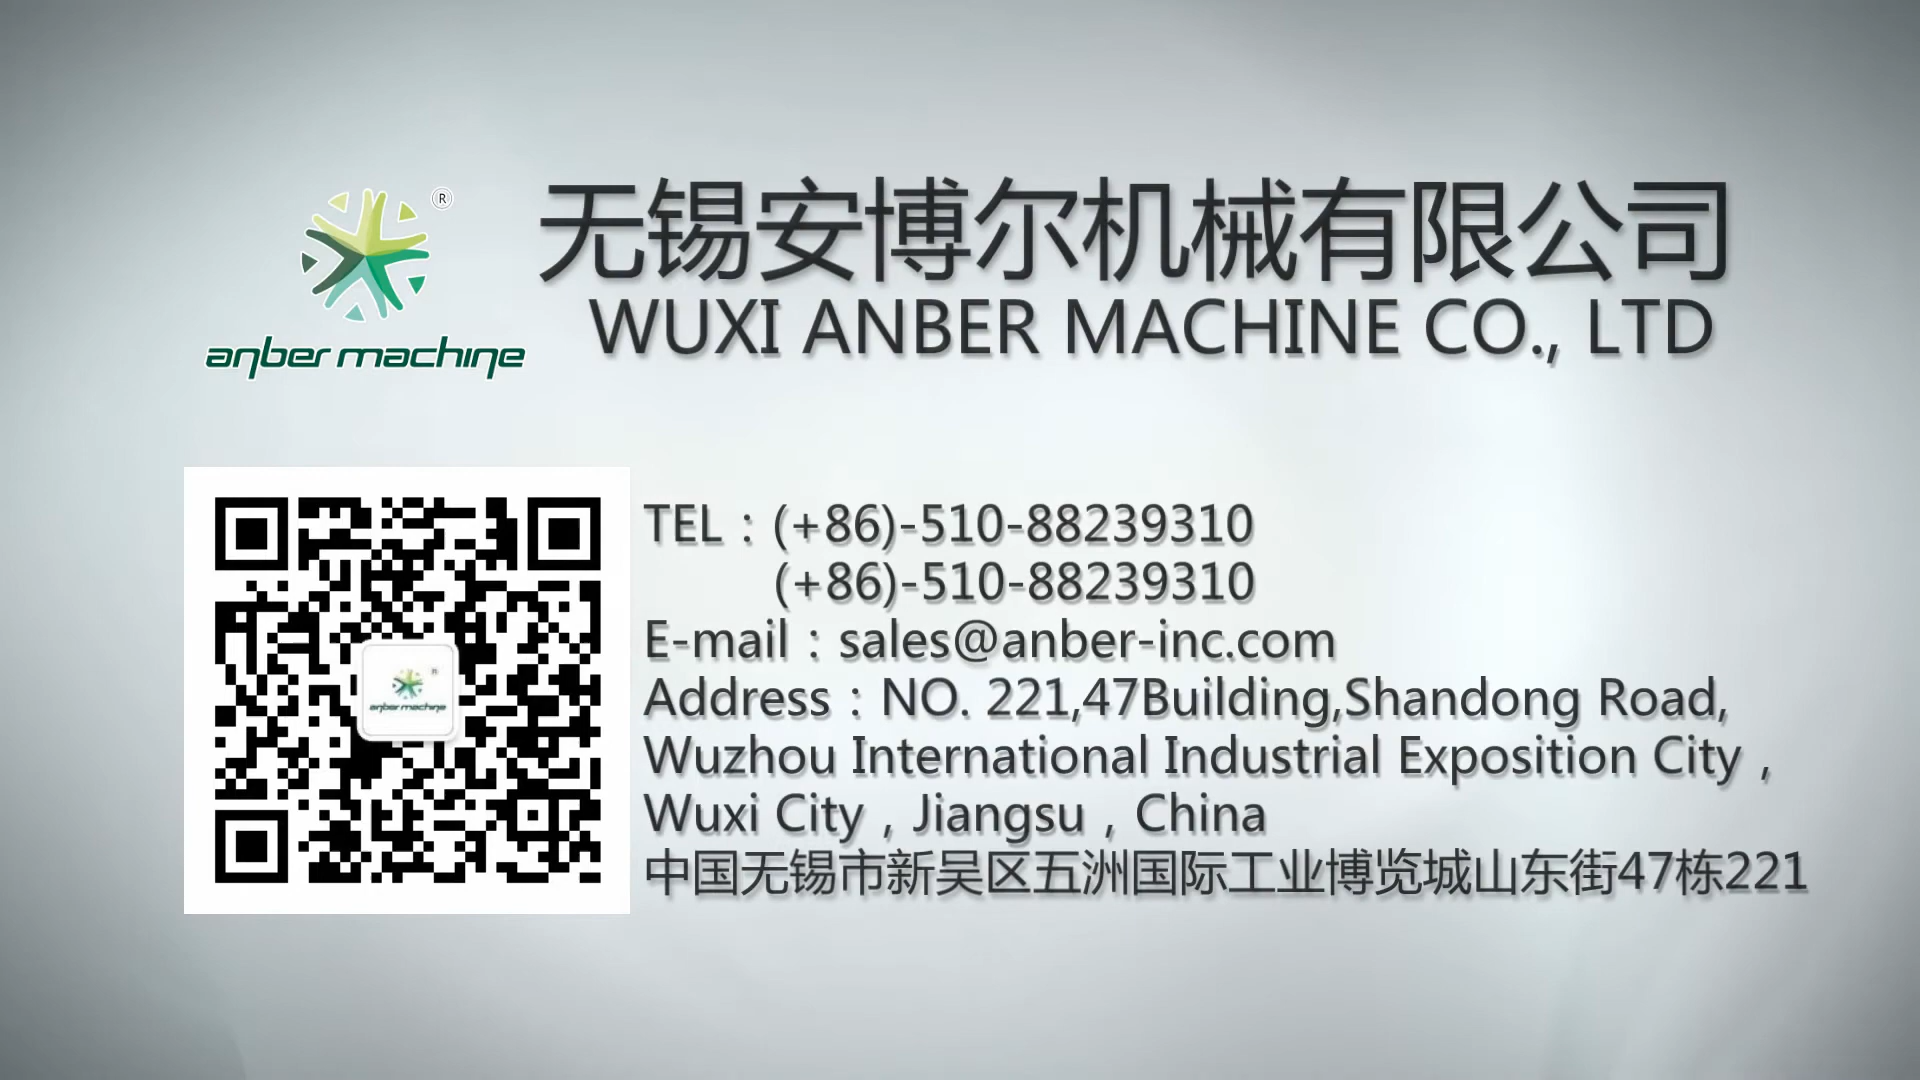 ®
anber machine
无锡安博尔机械有限公司
WUXI ANBER MACHINE CO., LTD
anber machine
TEL：(+86)-510-88239310
(+86)-510-88239310
E-mail：sales@anber-inc.com
Address：NO. 221,47Building,Shandong Road,
Wuzhou International Industrial Exposition City，
Wuxi City，Jiangsu，China
中国无锡市新吴区五洲国际工业博览城山东街47栋221